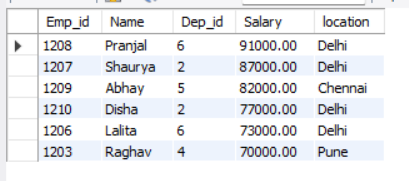 Emp_id Name Dep_id Salary location
1208 Pranjal 6 91000.00 Delhi
1207 Shaurya 2 87000.00 Delhi
1209 Abhay 5 82000.00 Chennai
1210 Disha 2 77000.00 Delhi
1206 Lalita 6 73000.00 Delhi
1203 Raghav 4 70000.00 Pune